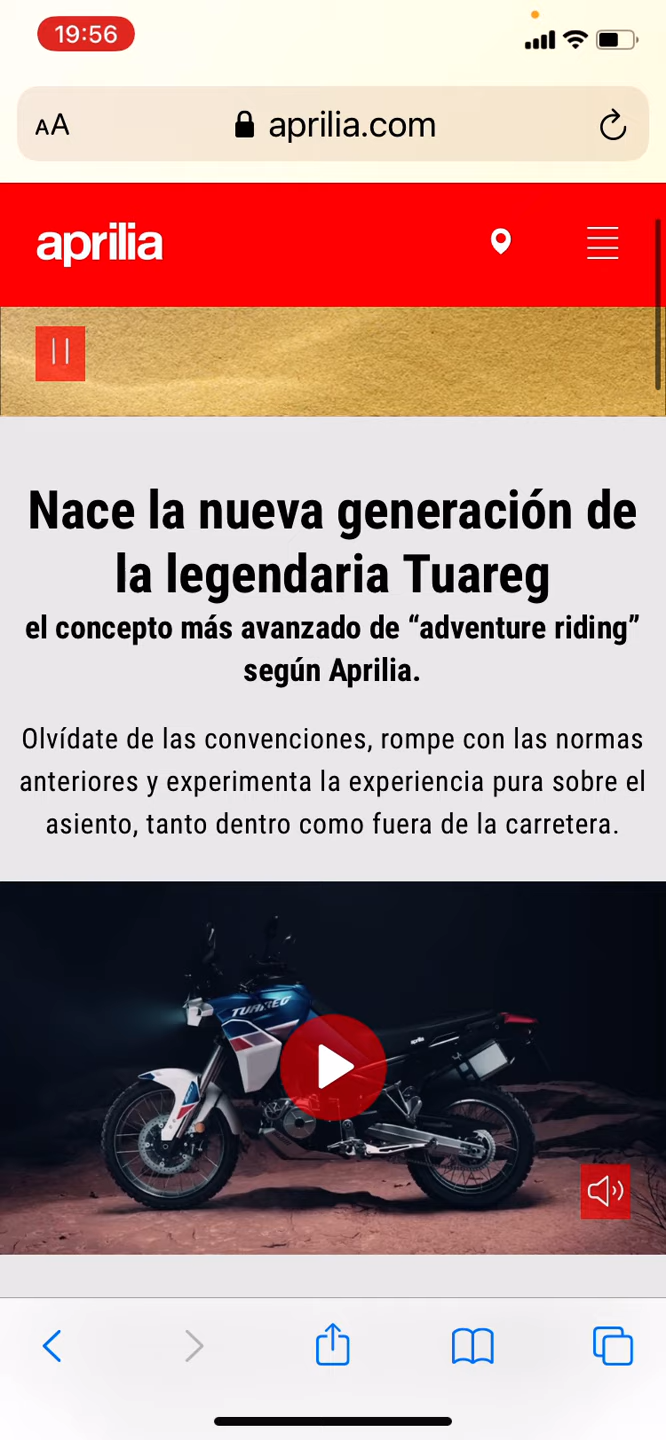 19:56
AA
aprilia.com
aprilia
Nace la nueva generación de
la legendaria Tuareg
el concepto más avanzado de “adventure riding”
según Aprilia.
Olvídate de las convenciones, rompe con las normas
anteriores y experimenta la experiencia pura sobre el
asiento, tanto dentro como fuera de la carretera.
TUAREG
aprilia